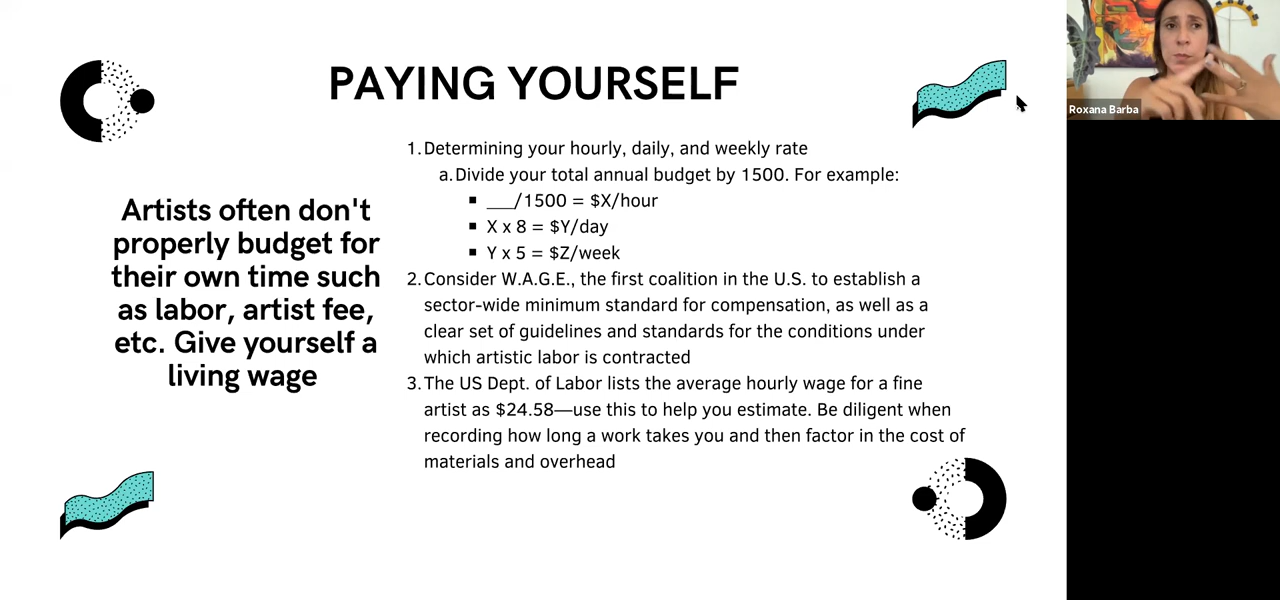 PAYING YOURSELF
Artists often don't
properly budget for
their own time such
as labor, artist fee,
etc. Give yourself a
living wage
1. Determining your hourly, daily, and weekly rate
a. Divide your total annual budget by 1500. For example:
▪ ___/1500 = $X/hour
▪ X x 8 = $Y/day
▪ Y x 5 = $Z/week
2. Consider W.A.G.E., the first coalition in the U.S. to establish a
sector-wide minimum standard for compensation, as well as a
clear set of guidelines and standards for the conditions under
which artistic labor is contracted
3. The US Dept. of Labor lists the average hourly wage for a fine
artist as $24.58—use this to help you estimate. Be diligent when
recording how long a work takes you and then factor in the cost of
materials and overhead
Roxana Barba